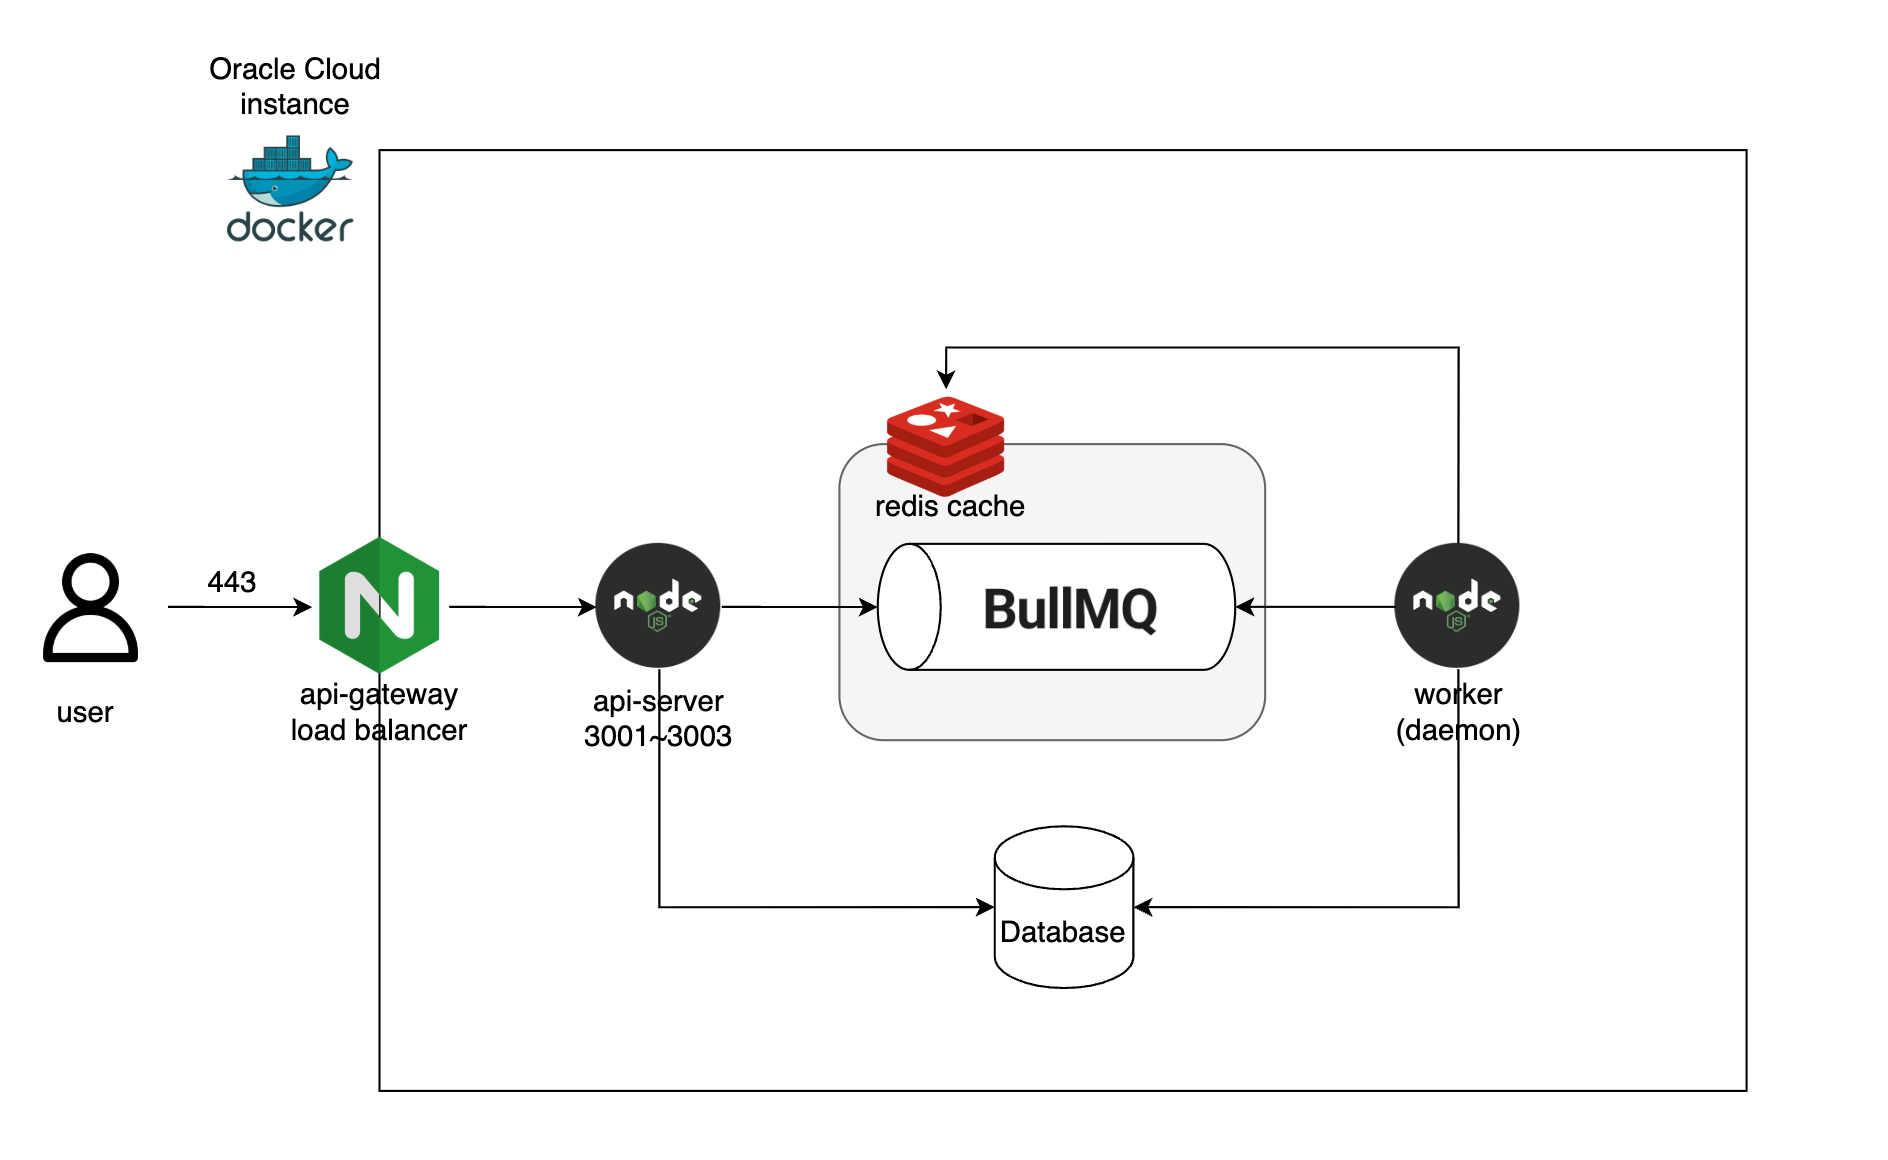 Oracle Cloud
instance
docker
redis cache
443
N
node
JS
BullMQ
node
JS
user
api-gateway
load balancer
api-server
3001~3003
worker
(daemon)
Database